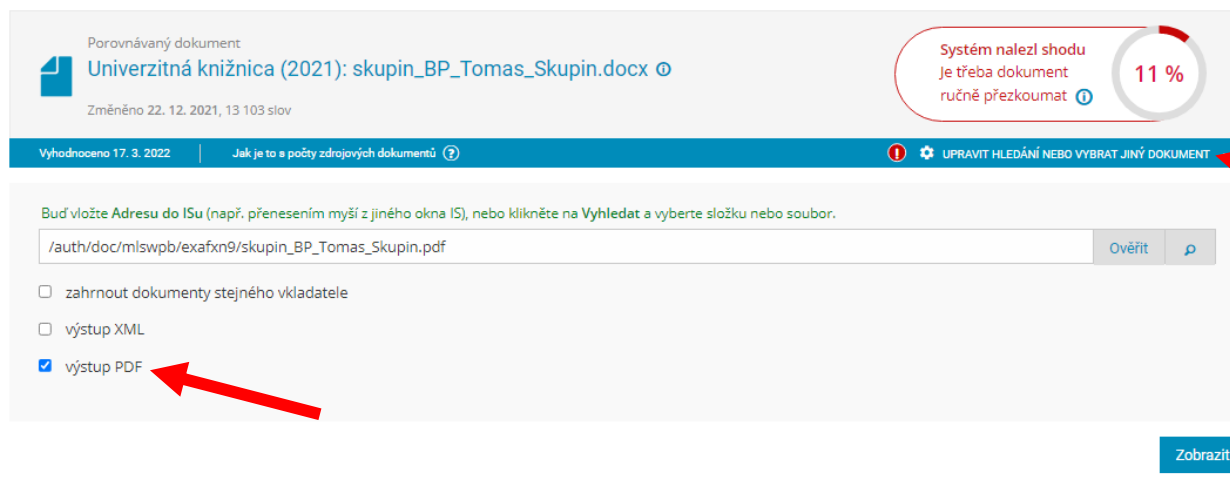 Porovnávaný dokument
Univerzitná knižnica (2021): skupin_BP_Tomas_Skupin.docx
Změněno 22. 12. 2021, 13 103 slov
Systém nalezl shodu
Je třeba dokument
ručně přezkoumat
11 %
Vyhodnoceno 17. 3. 2022
Jak je to s počty zdrojových dokumentů
UPRAVIT HLEDÁNÍ NEBO VYBRAT JINÝ DOKUMENT
Buď vložte Adresu do ISu (např. přenesením myší z jiného okna IS), nebo klikněte na Vyhledat a vyberte složku nebo soubor.
/auth/doc/mlswpb/exafxn9/skupin_BP_Tomas_Skupin.pdf
Ověřit
zahrnout dokumenty stejného vkladatele
výstup XML
výstup PDF
Zobrazit